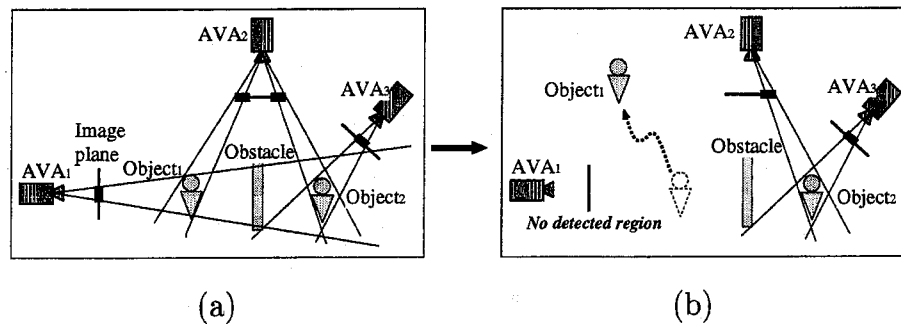 AVA2
AVA3
Image
plane
AVA1
Object1
Obstacle
Object2
(a)
AVA2
AVA3
Object1
Obstacle
AVA1
No detected region
Object2
(b)